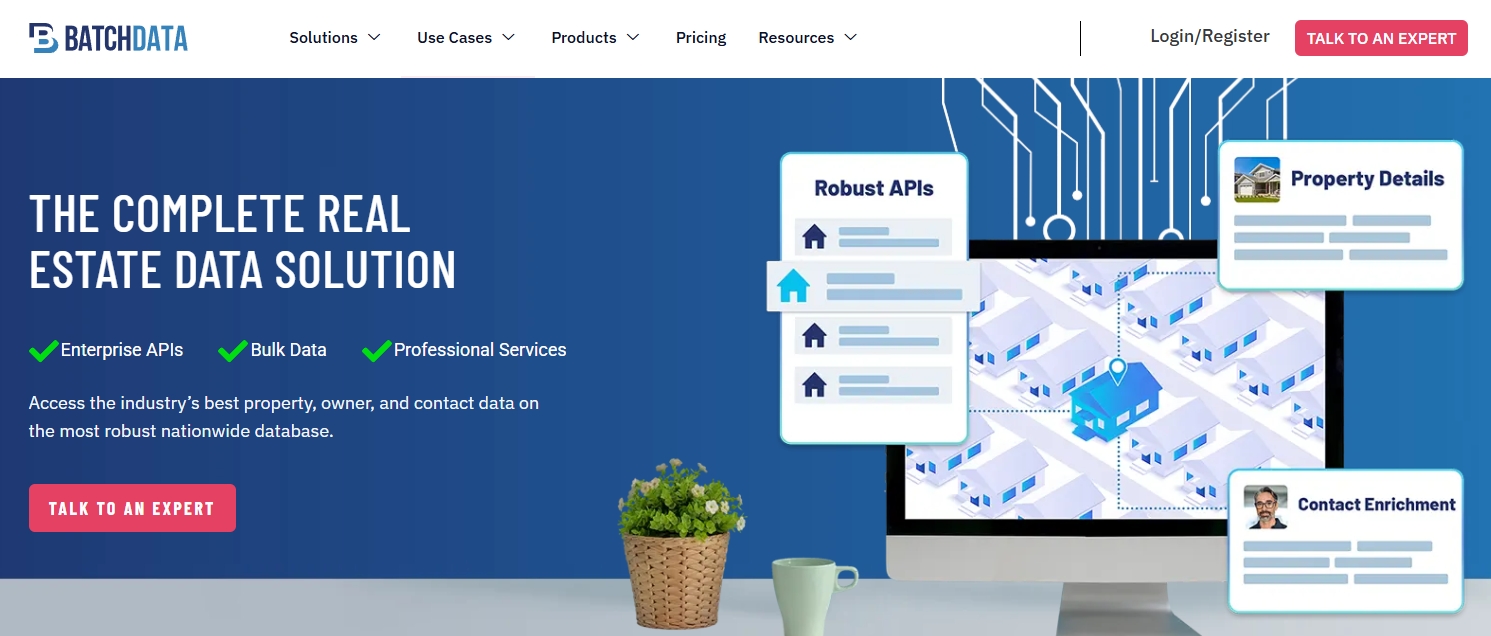 BATCHDATA
Solutions
Use Cases
Products
Pricing
Resources
Login/Register
TALK TO AN EXPERT
THE COMPLETE REAL
ESTATE DATA SOLUTION
Enterprise APIs
Bulk Data
Professional Services
Access the industry’s best property, owner, and contact data on
the most robust nationwide database.
TALK TO AN EXPERT
Robust APIs
Property Details
Contact Enrichment